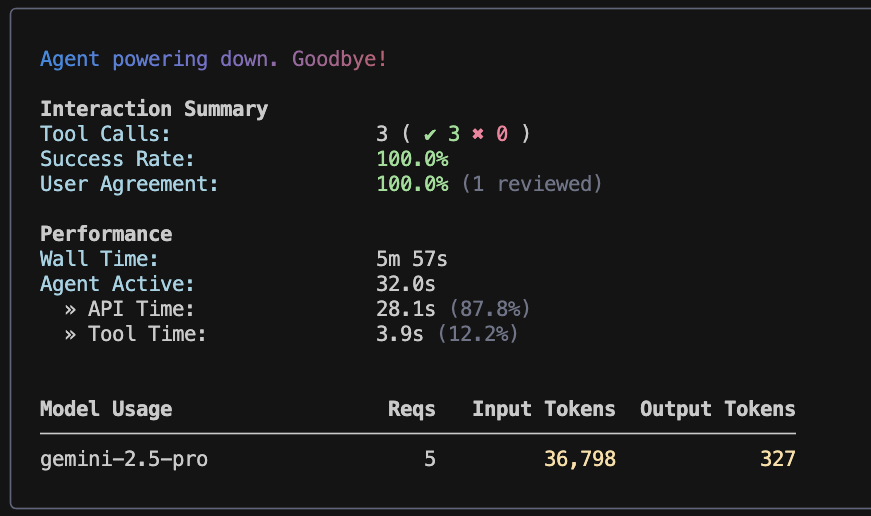 Agent powering down. Goodbye!
Interaction Summary
Tool Calls: 3 ( ✔ 3 ✖ 0 )
Success Rate: 100.0%
User Agreement: 100.0% (1 reviewed)
Performance
Wall Time: 5m 57s
Agent Active: 32.0s
» API Time: 28.1s (87.8%)
» Tool Time: 3.9s (12.2%)
Model Usage Reqs Input Tokens Output Tokens
gemini-2.5-pro 5 36,798 327